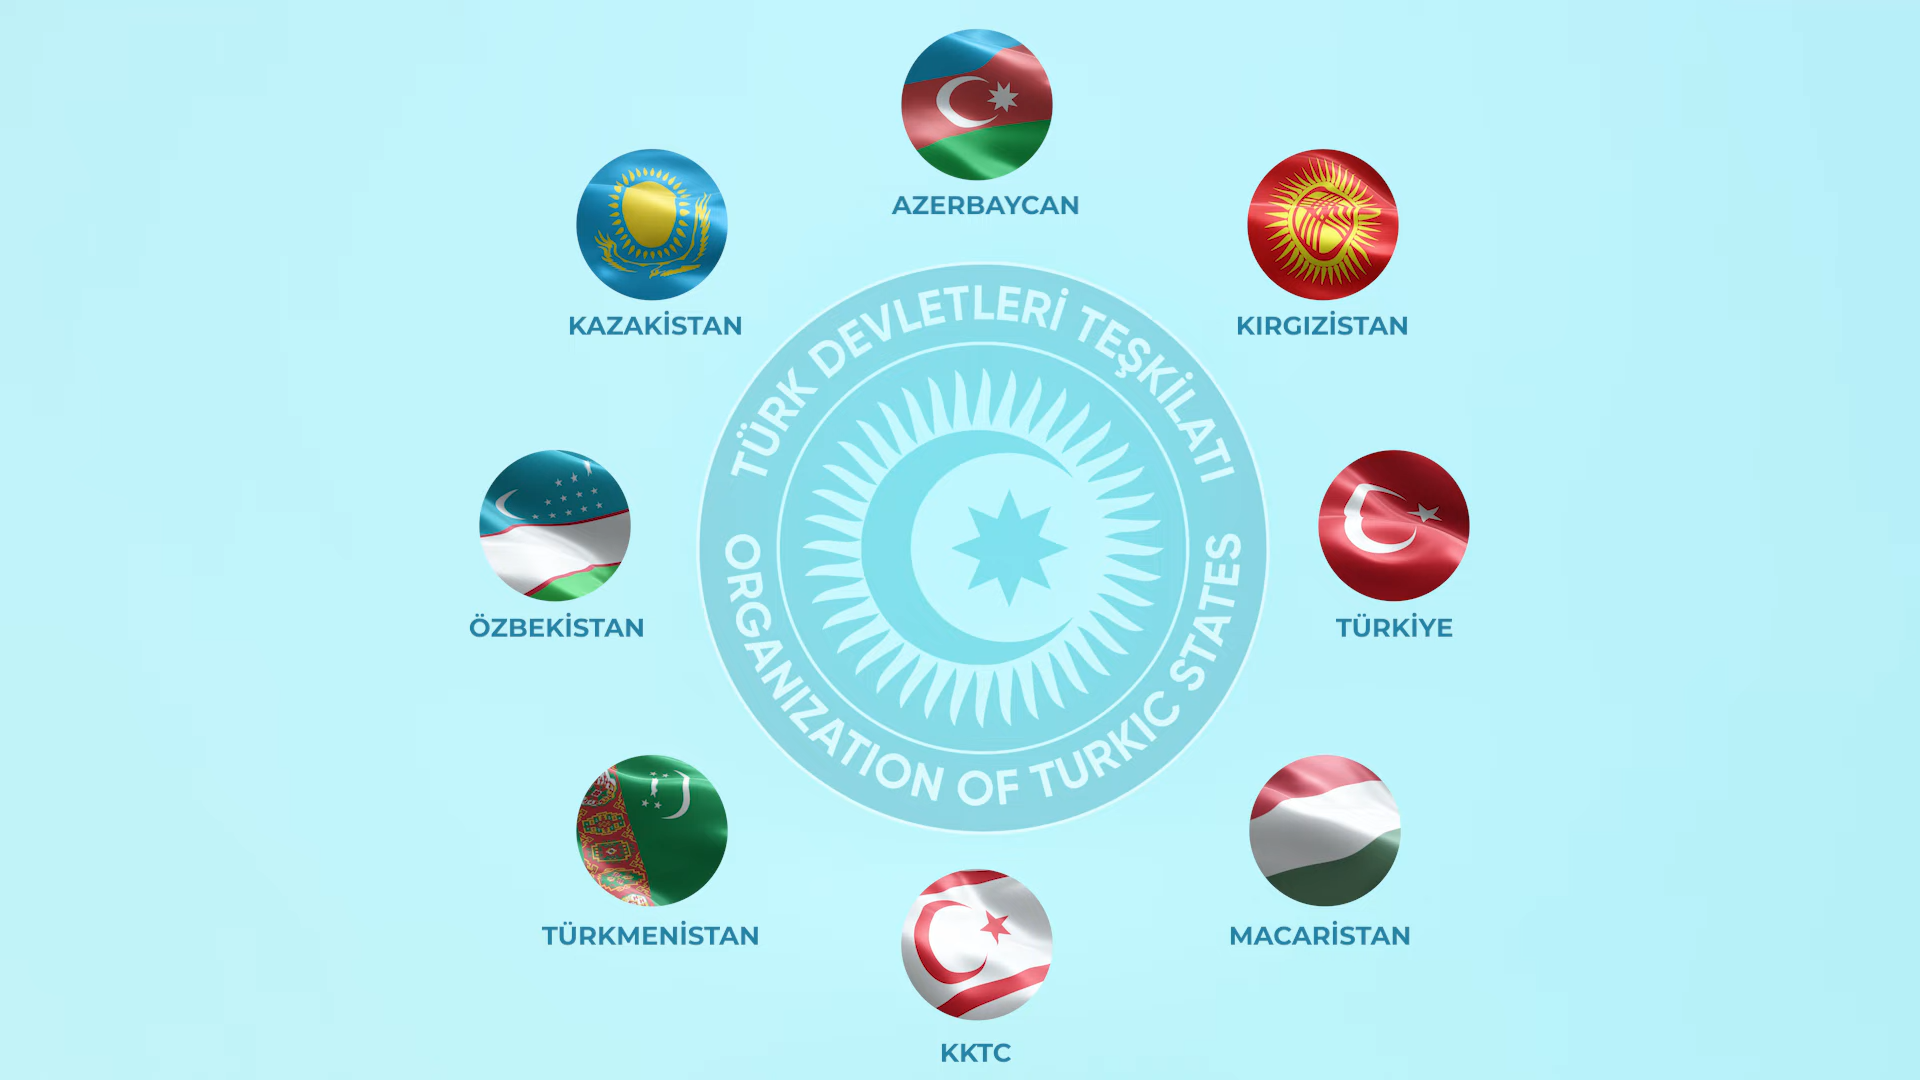 AZERBAYCAN
KAZAKİSTAN
KIRGIZİSTAN
TÜRK DEVLETLERİ TEŞKİLATI
ORGANIZATION OF TURKIC STATES
ÖZBEKİSTAN
TÜRKİYE
TÜRKMENİSTAN
MACARİSTAN
KKTC